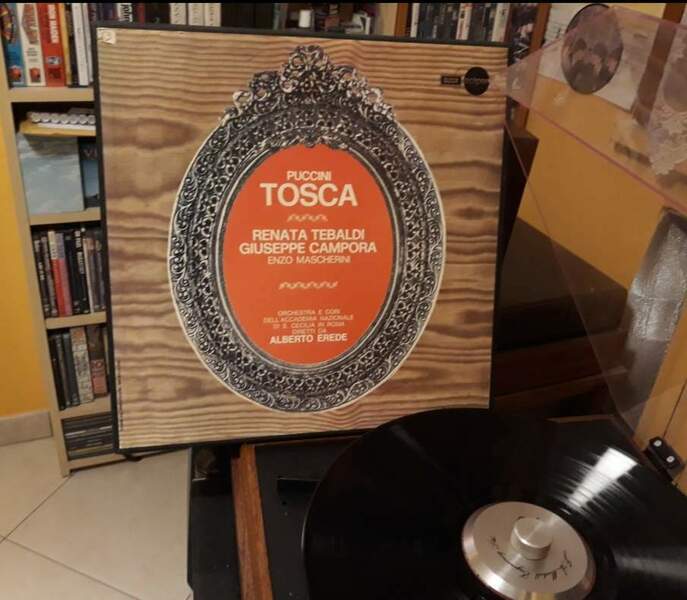 PUCCINI
TOSCA
RENATA TEBALDI
GIUSEPPE CAMPORA
ENZO MASCHERINI
ORCHESTRA E CORI
DELL'ACCADEMIA NAZIONALE
DI S. CECILIA IN ROMA
DIRETTI DA
ALBERTO EREDE